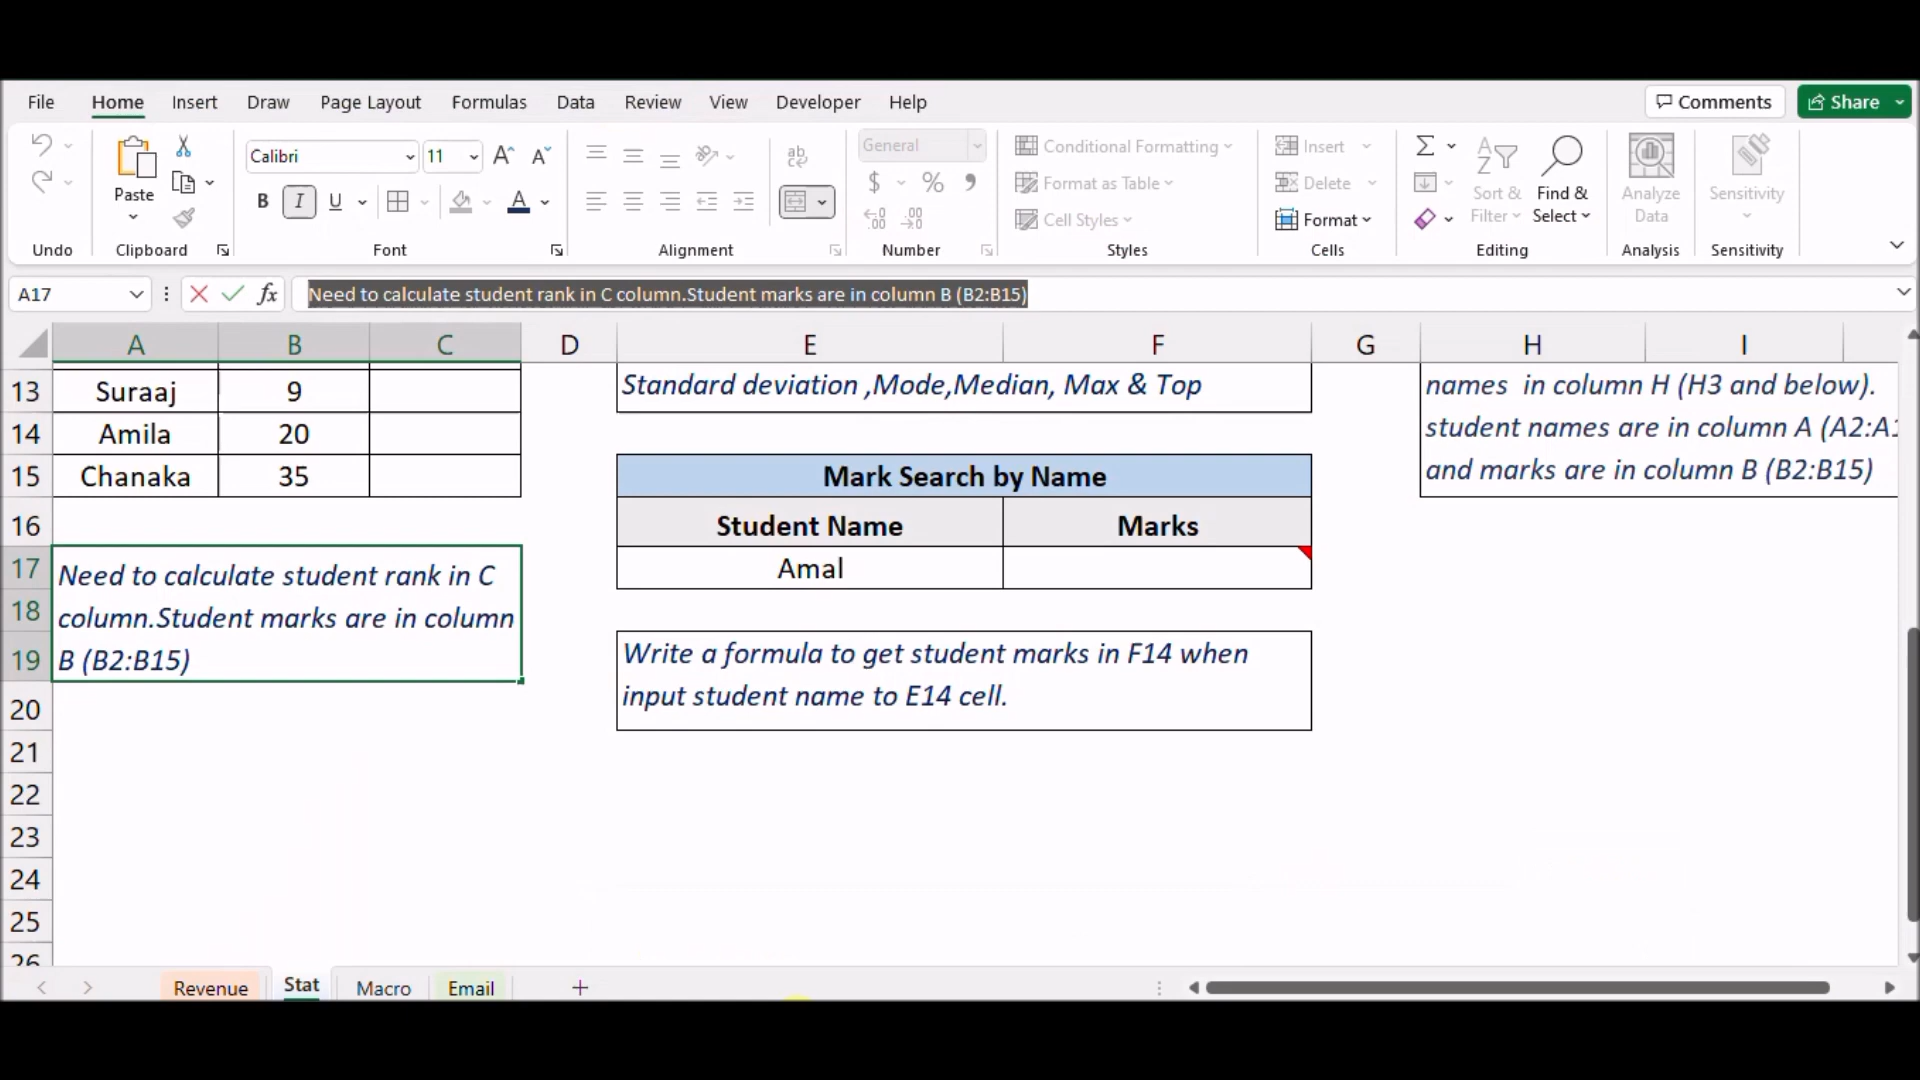 File Home Insert Draw Page Layout Formulas Data Review View Developer Help Comments Share
Calibri 11 General Conditional Formatting Insert
Paste Format as Table Delete Sort & Filter Find & Select Analyze Data Sensitivity
B I U A $ % Cell Styles Format
Undo Clipboard Font Alignment Number Styles Cells Editing Analysis Sensitivity
A17 fx Need to calculate student rank in C column.Student marks are in column B (B2:B15)
A B C D E F G H I
13 Suraaj 9 Standard deviation ,Mode,Median, Max & Top names in column H (H3 and below).
14 Amila 20 student names are in column A (A2:A1
15 Chanaka 35 Mark Search by Name and marks are in column B (B2:B15)
16 Student Name Marks
17 Amal
18
19
Need to calculate student rank in C
column.Student marks are in column
B (B2:B15)
Write a formula to get student marks in F14 when
input student name to E14 cell.
20
21
22
23
24
25
26
Revenue Stat Macro Email +